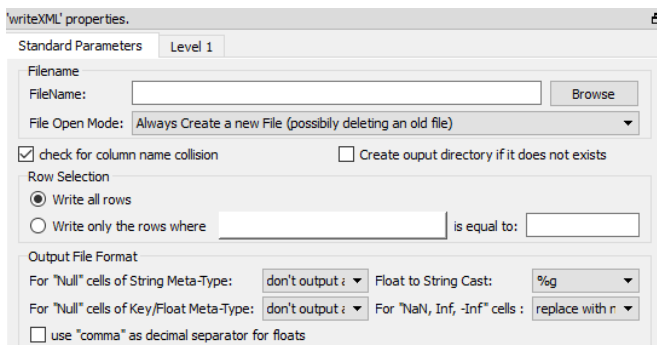 'writeXML' properties.
Standard Parameters Level 1
Filename
FileName: Browse
File Open Mode: Always Create a new File (possibily deleting an old file)
check for column name collision Create ouput directory if it does not exists
Row Selection
Write all rows
Write only the rows where is equal to:
Output File Format
For "Null" cells of String Meta-Type: don't output Float to String Cast: %g
For "Null" cells of Key/Float Meta-Type: don't output For "NaN, Inf, -Inf" cells : replace with
use "comma" as decimal separator for floats